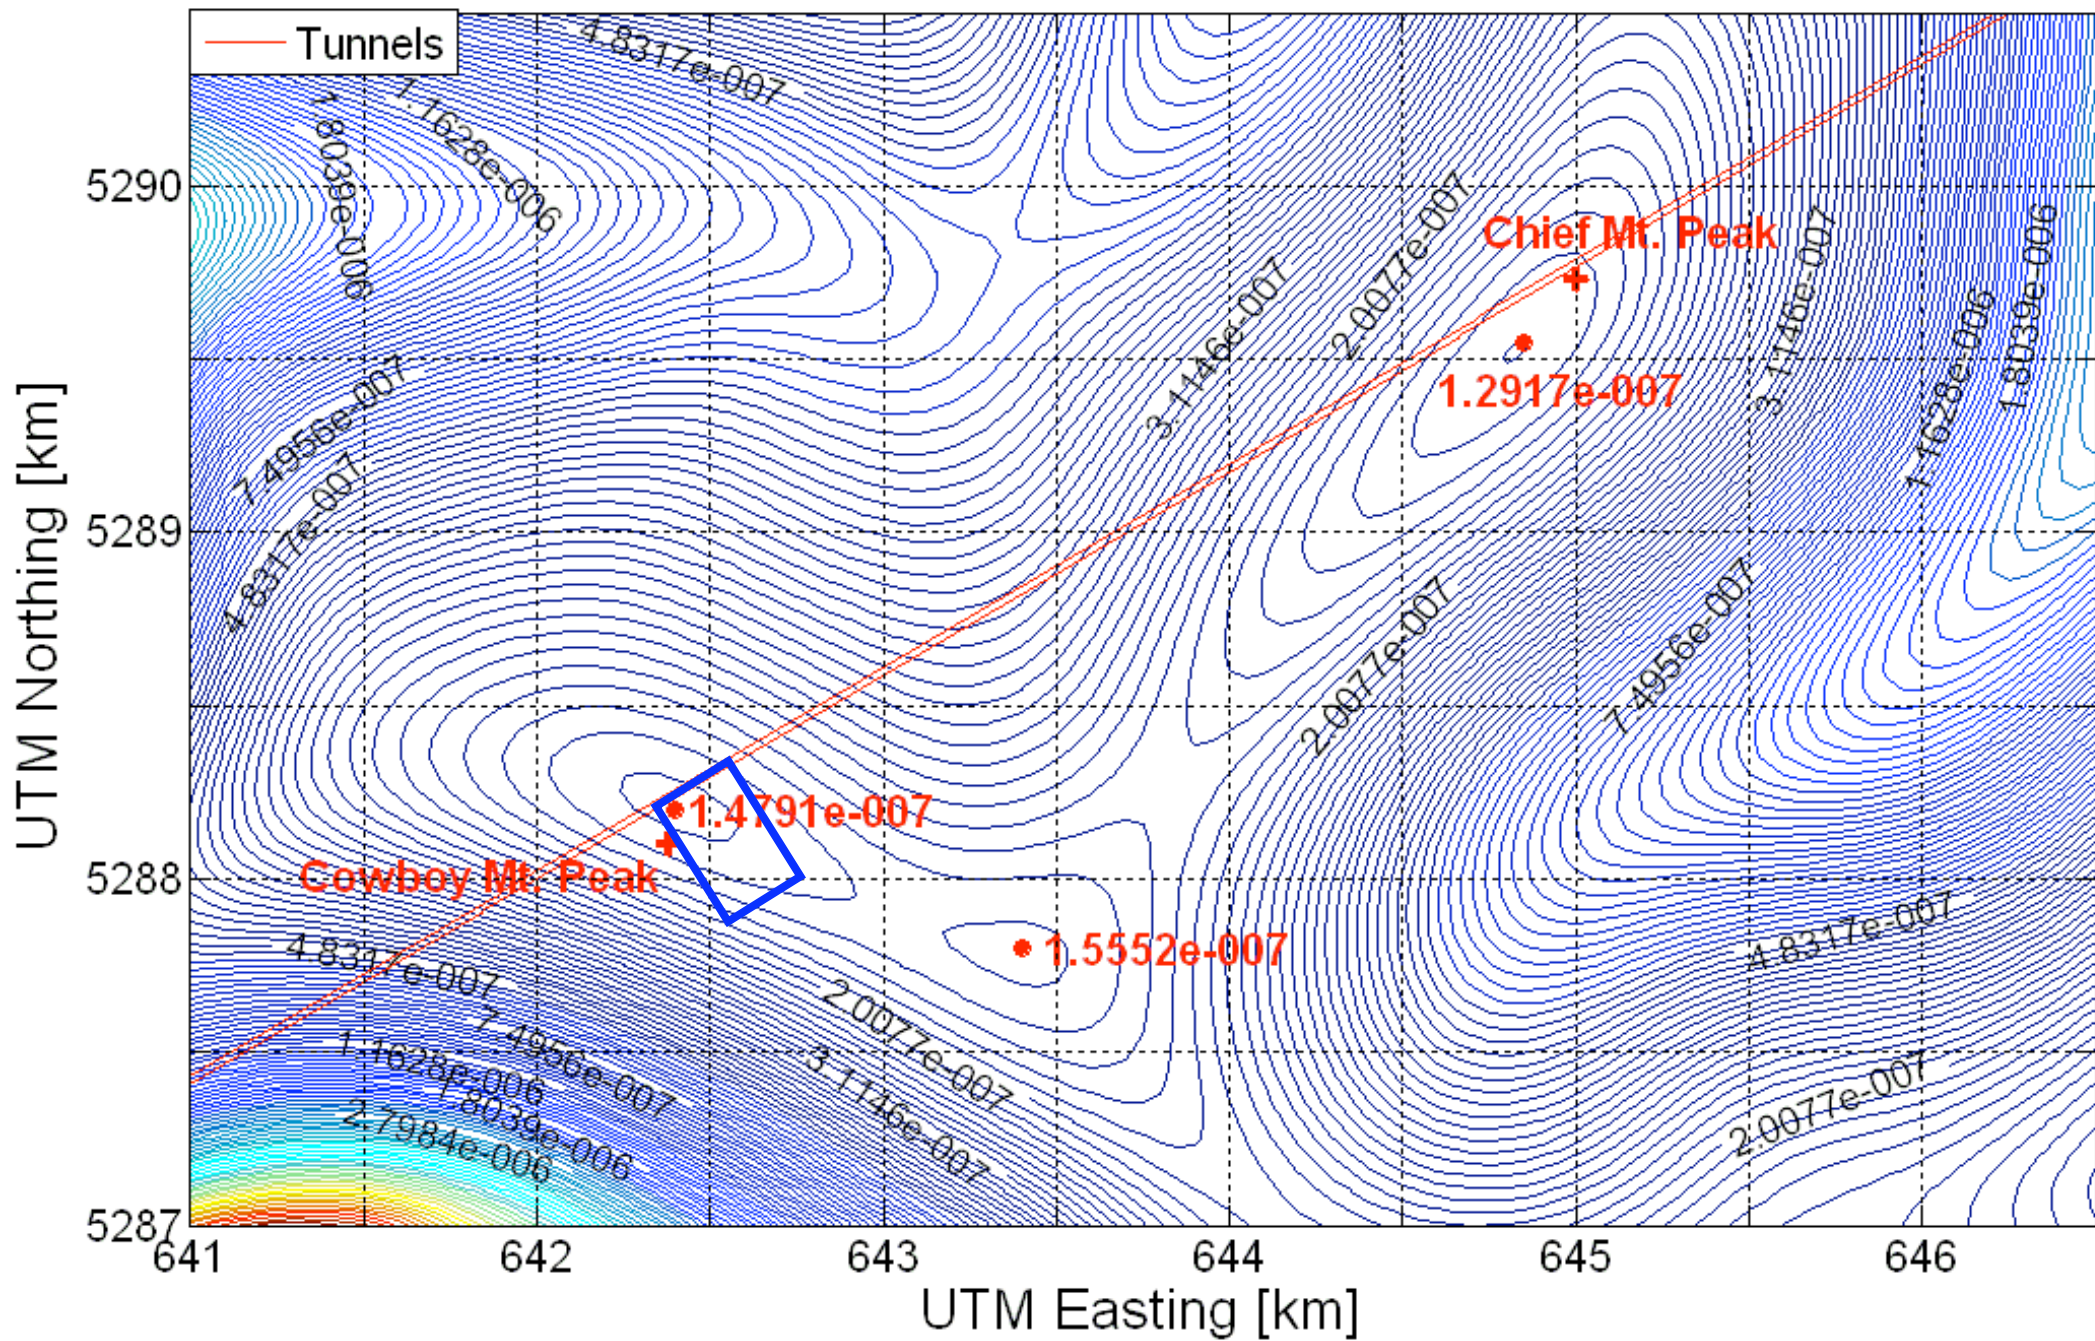 Tunnels
4.8317e-007
1.1628e-006
1.8039e-006
5290
2.0077e-007
Chief Mt. Peak
3.1146e-007
1.8039e-006
3.1146e-007
1.1628e-006
1.2917e-007
7.4956e-007
4.8317e-007
5289
UTM Northing [km]
2.0077e-007
7.4956e-007
1.4791e-007
Cowboy Mt. Peak
5288
4.8317e-007
1.5552e-007
4.8317e-007
2.0077e-007
7.4956e-007
3.1146e-007
1.1628e-006
1.8039e-006
2.7984e-006
2.0077e-007
5287
641 642 643 644 645 646
UTM Easting [km]